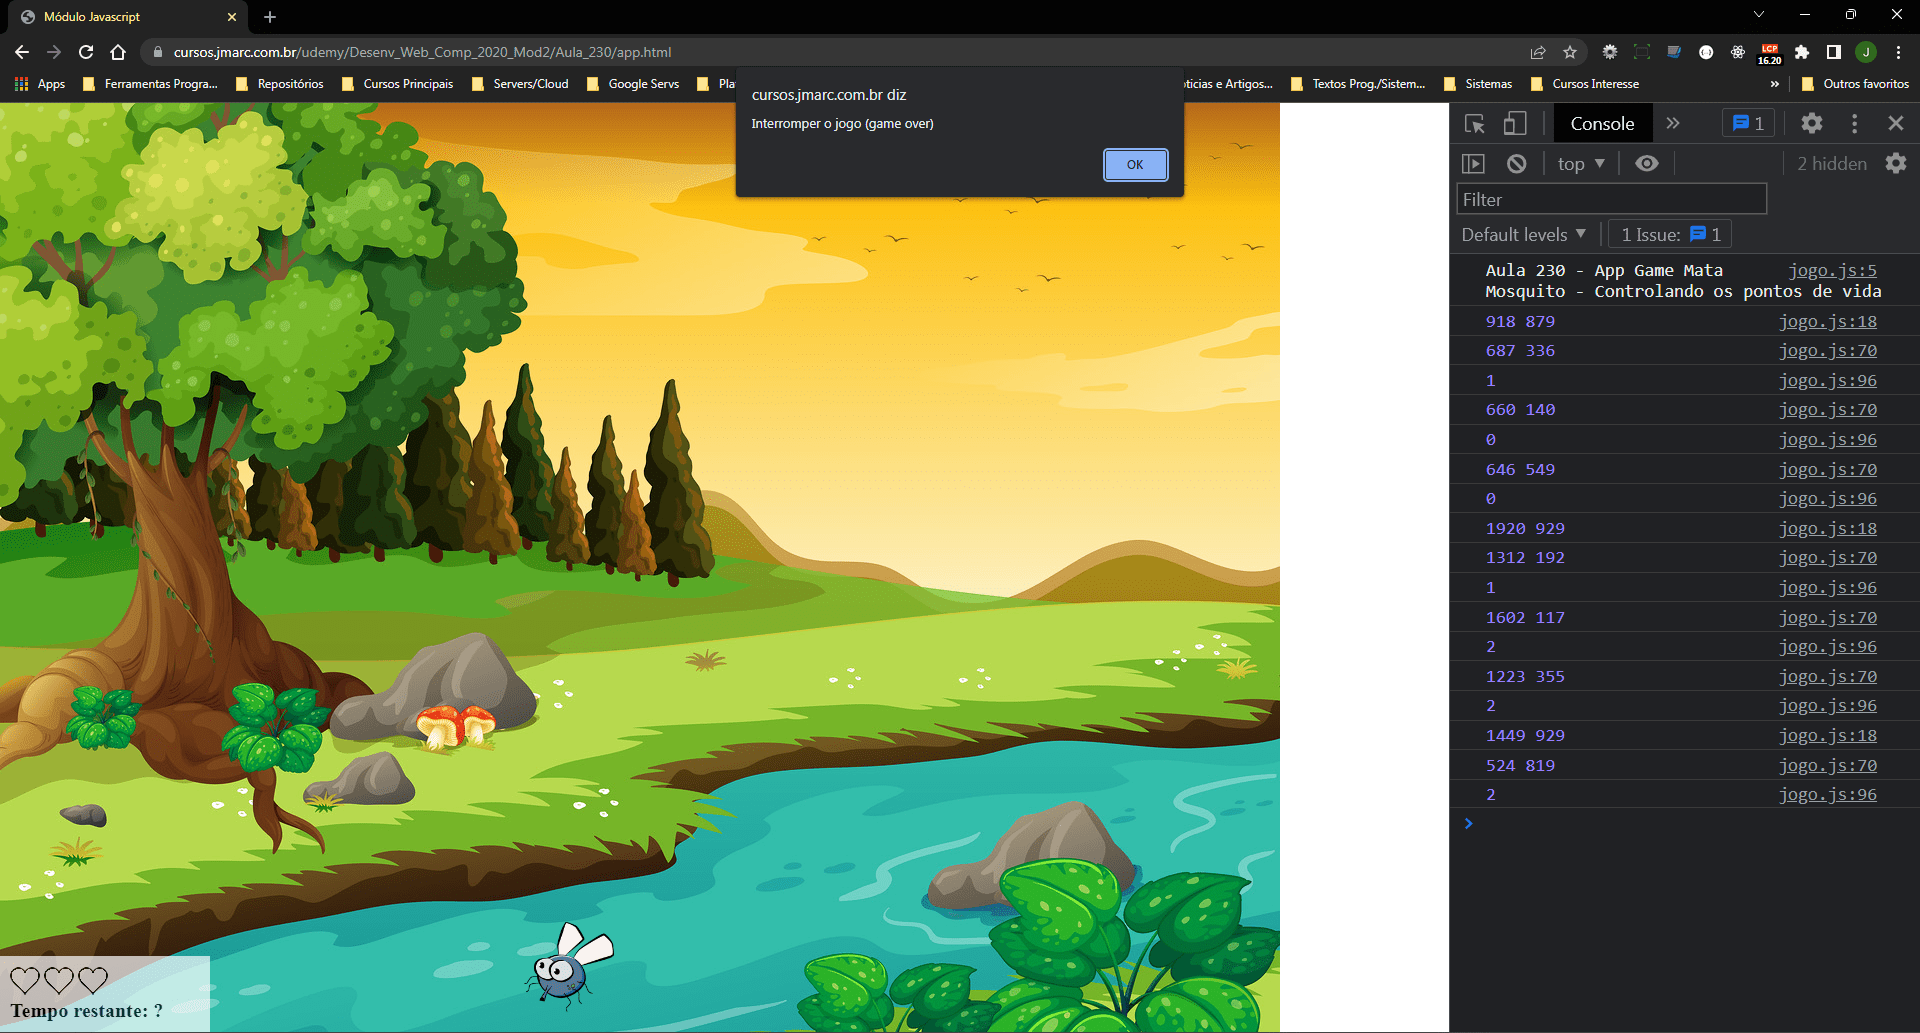 Módulo Javascript
cursos.jmarc.com.br/udemy/Desenv_Web_Comp_2020_Mod2/Aula_230/app.html
LCP
16.20
J
Apps
Ferramentas Progra...
Repositórios
Cursos Principais
Servers/Cloud
Google Servs
Pla
oticias e Artigos...
Textos Prog./Sistem...
Sistemas
Cursos Interesse
»
Outros favoritos
cursos.jmarc.com.br diz
Interromper o jogo (game over)
OK
Console
1
top
2 hidden
Filter
Default levels
1 Issue: 1
Aula 230 - App Game Mata jogo.js:5
Mosquito - Controlando os pontos de vida
918 879 jogo.js:18
687 336 jogo.js:70
1 jogo.js:96
660 140 jogo.js:70
0 jogo.js:96
646 549 jogo.js:70
0 jogo.js:96
1920 929 jogo.js:18
1312 192 jogo.js:70
1 jogo.js:96
1602 117 jogo.js:70
2 jogo.js:96
1223 355 jogo.js:70
2 jogo.js:96
1449 929 jogo.js:18
524 819 jogo.js:70
2 jogo.js:96
Tempo restante: ?